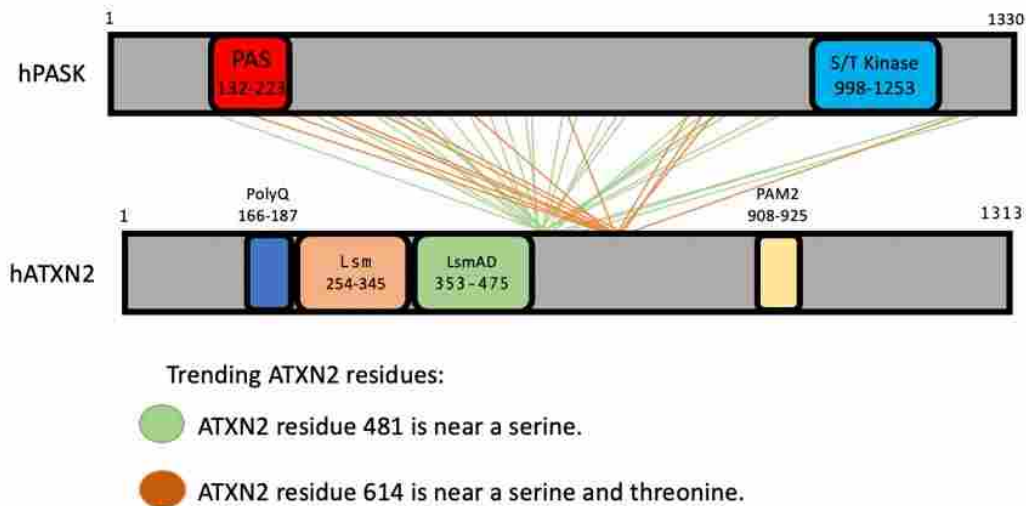 1
1330
hPASK
PAS
132-223
S/T Kinase
998-1253
PolyQ
166-187
PAM2
908-925
1
1313
hATXN2
Lsm
254-345
LsmAD
353-475
Trending ATXN2 residues:
ATXN2 residue 481 is near a serine.
ATXN2 residue 614 is near a serine and threonine.